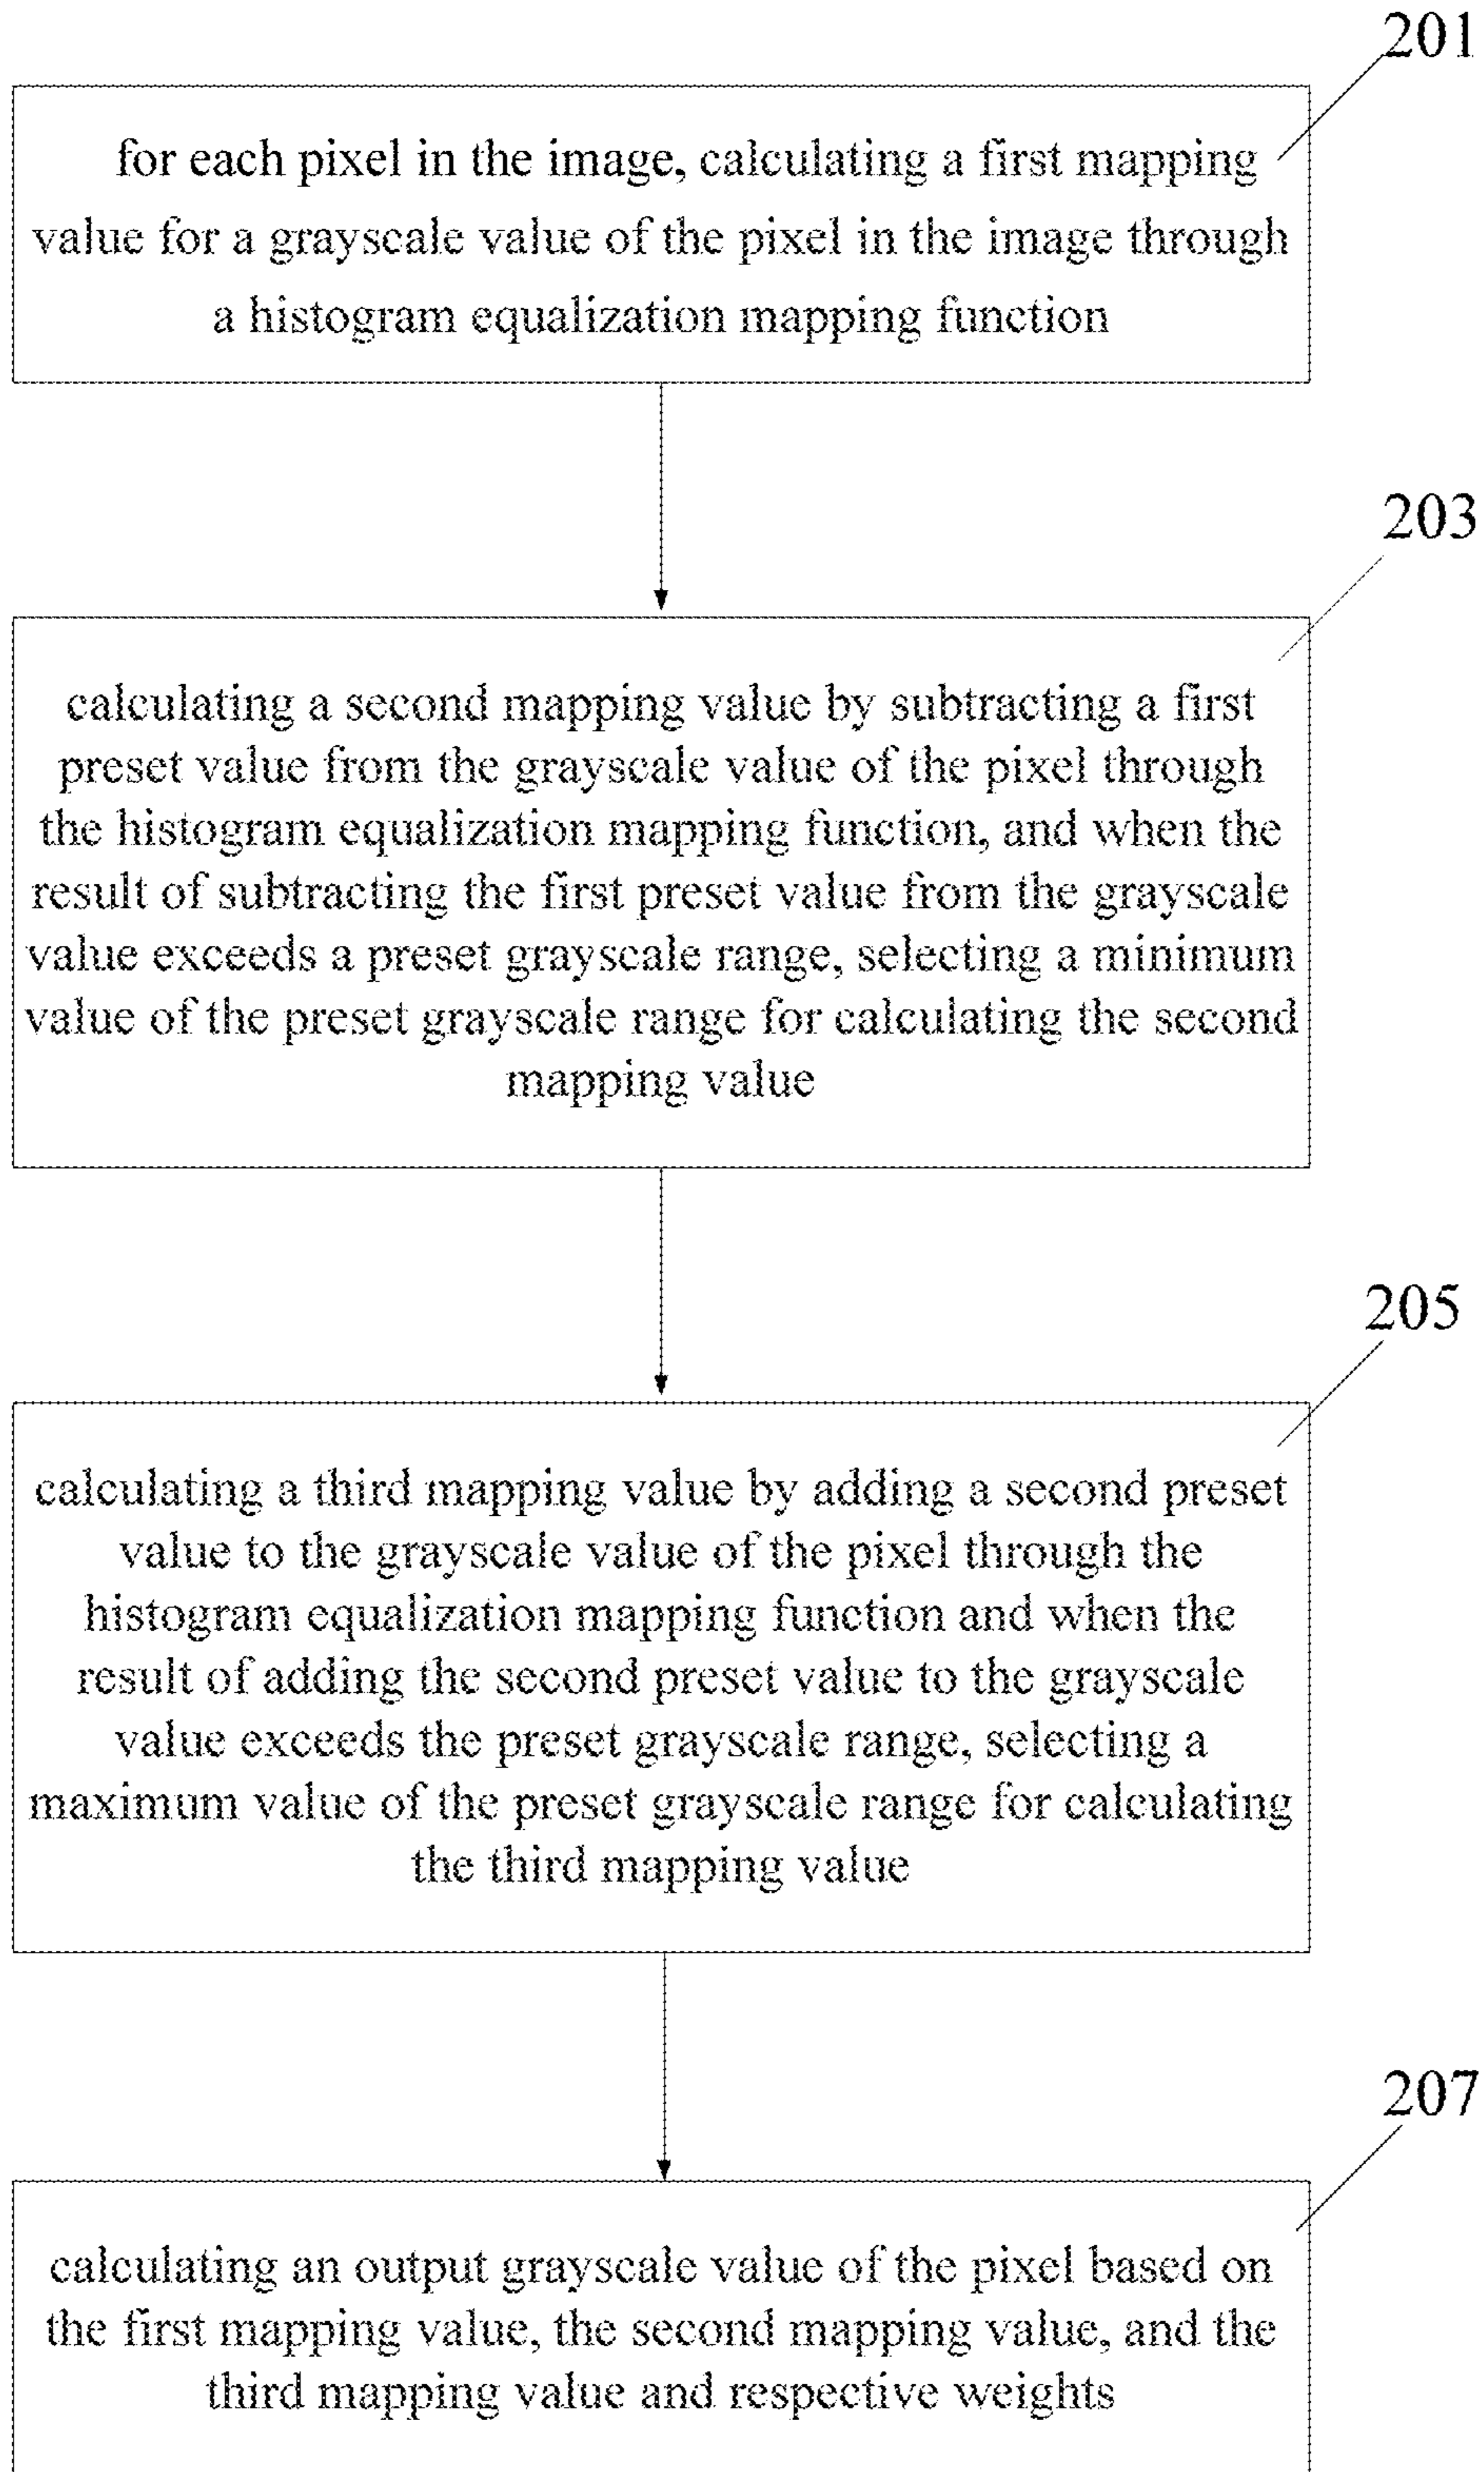 201
for each pixel in the image, calculating a first mapping
value for a grayscale value of the pixel in the image through
a histogram equalization mapping function
203
calculating a second mapping value by subtracting a first
preset value from the grayscale value of the pixel through
the histogram equalization mapping function, and when the
result of subtracting the first preset value from the grayscale
value exceeds a preset grayscale range, selecting a minimum
value of the preset grayscale range for calculating the second
mapping value
205
calculating a third mapping value by adding a second preset
value to the grayscale value of the pixel through the
histogram equalization mapping function and when the
result of adding the second preset value to the grayscale
value exceeds the preset grayscale range, selecting a
maximum value of the preset grayscale range for calculating
the third mapping value
207
calculating an output grayscale value of the pixel based on
the first mapping value, the second mapping value, and the
third mapping value and respective weights